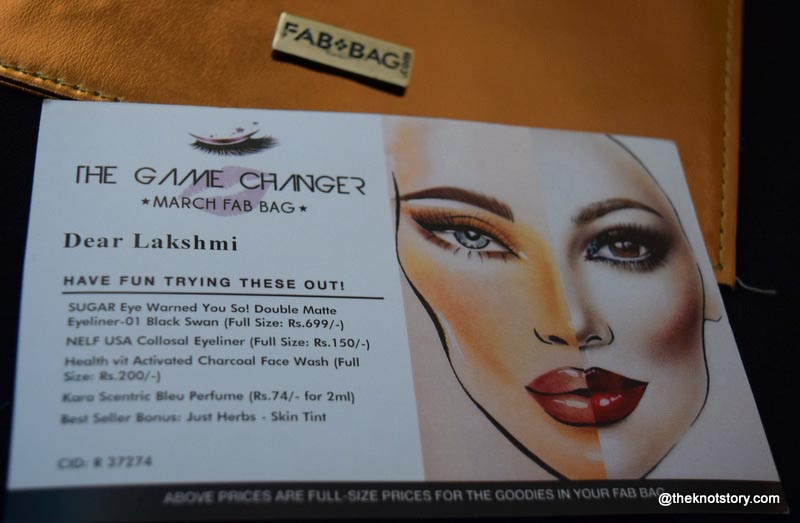 FAB BAG
.com
THE GAME CHANGER
★MARCH FAB BAG★
Dear Lakshmi
HAVE FUN TRYING THESE OUT!
SUGAR Eye Warned You So! Double Matte
Eyeliner-01 Black Swan (Full Size: Rs.699/-)
NELF USA Collosal Eyeliner (Full Size: Rs.150/-)
Health vit Activated Charcoal Face Wash (Full
Size: Rs.200/-)
Kara Scentric Bleu Perfume (Rs.74/- for 2ml)
Best Seller Bonus: Just Herbs - Skin Tint
CID: R 37274
ABOVE PRICES ARE FULL-SIZE PRICES FOR THE GOODIES IN YOUR FAB BAG
@theknotstory.com